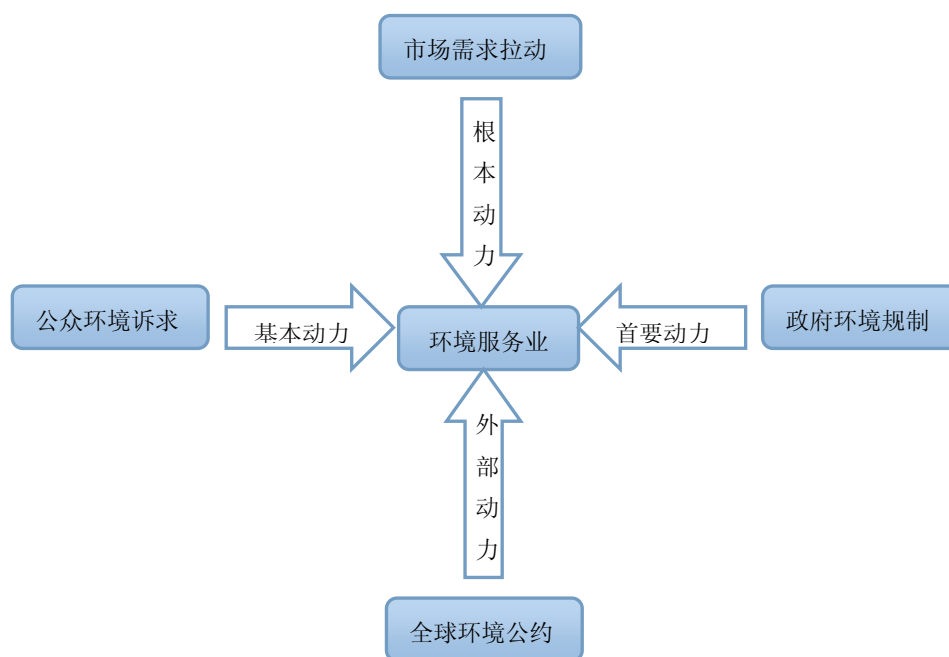 市场需求拉动
根本动力
公众环境诉求
基本动力
环境服务业
首要动力
政府环境规制
外部动力
全球环境公约